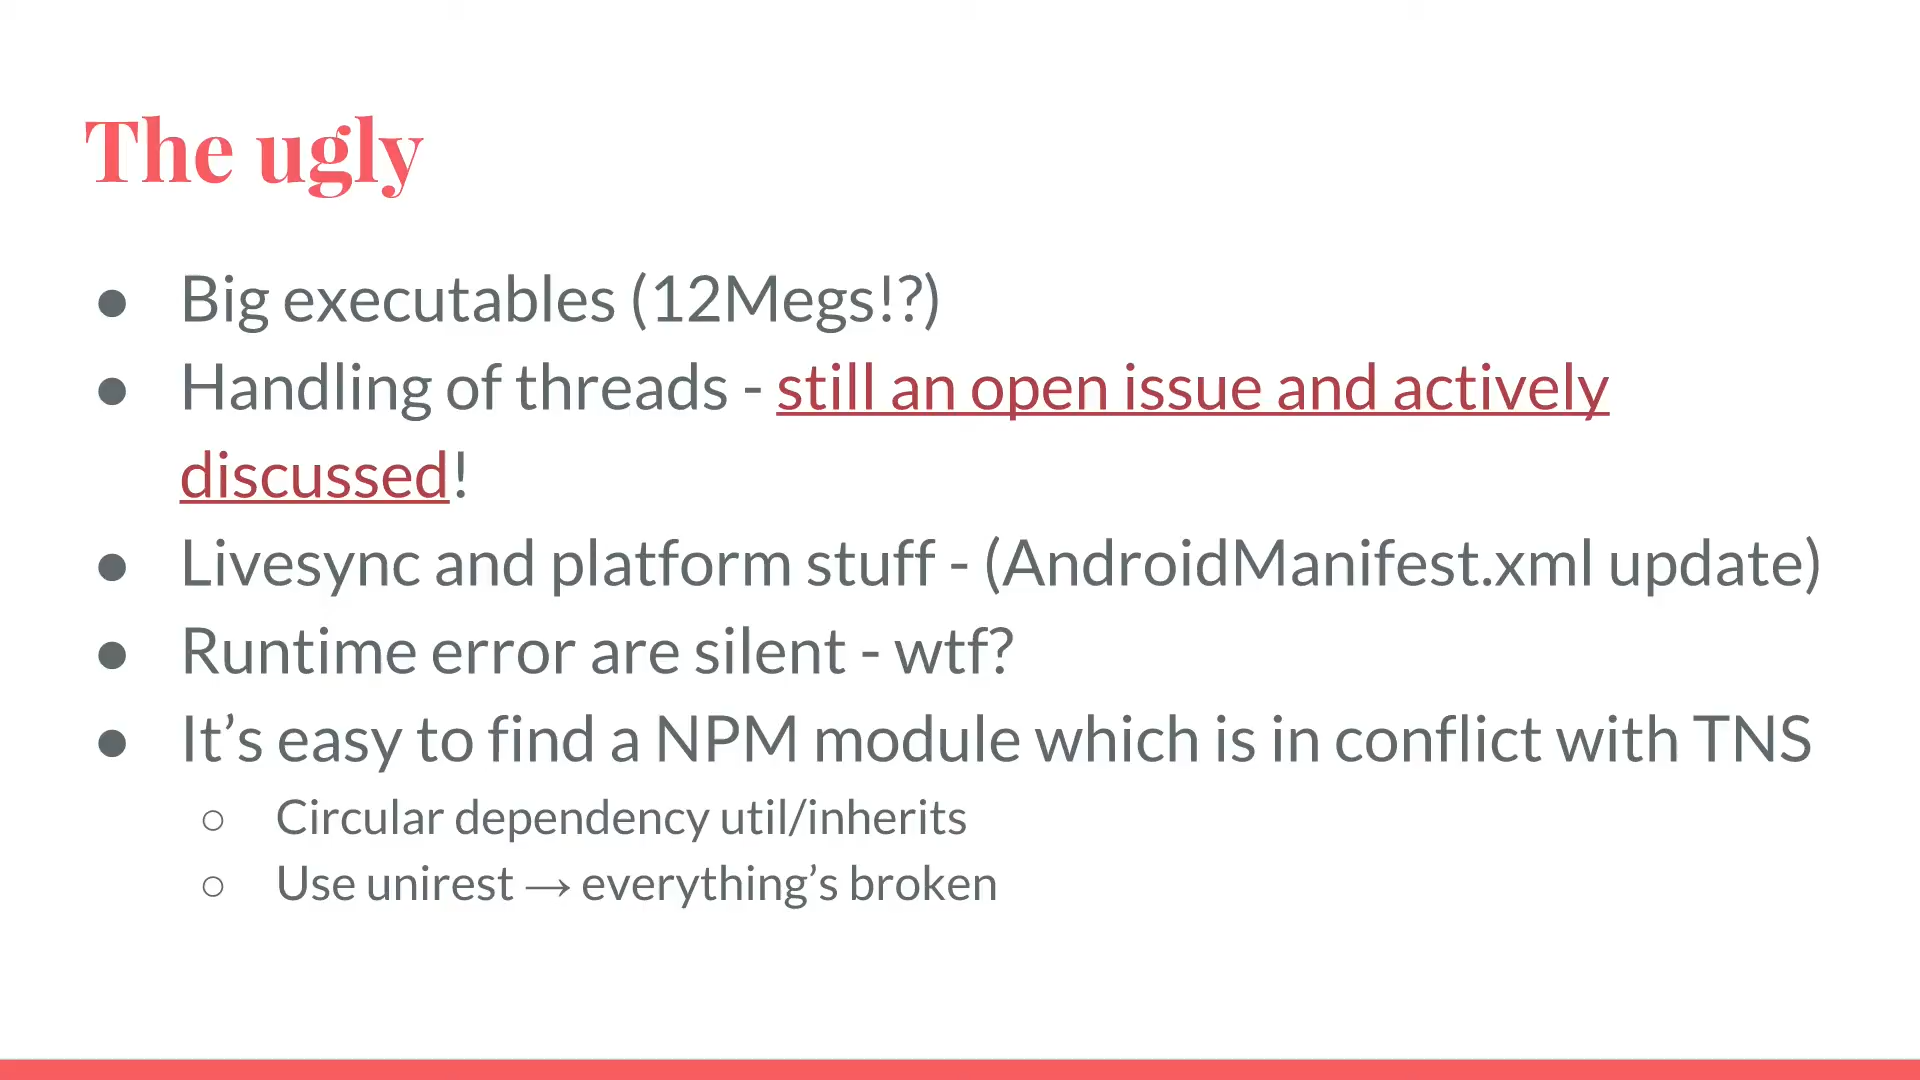 The ugly
● Big executables (12Megs!?)
● Handling of threads - still an open issue and actively
discussed!
● Livesync and platform stuff - (AndroidManifest.xml update)
● Runtime error are silent - wtf?
● It’s easy to find a NPM module which is in conflict with TNS
○ Circular dependency util/inherits
○ Use unirest → everything’s broken